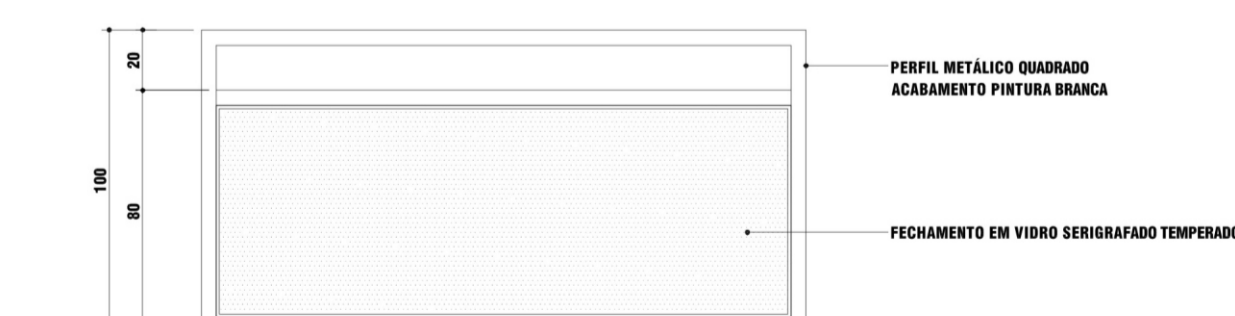 20
PERFIL METÁLICO QUADRADO
ACABAMENTO PINTURA BRANCA
100
80
FECHAMENTO EM VIDRO SERIGRAFADO TEMPERADO